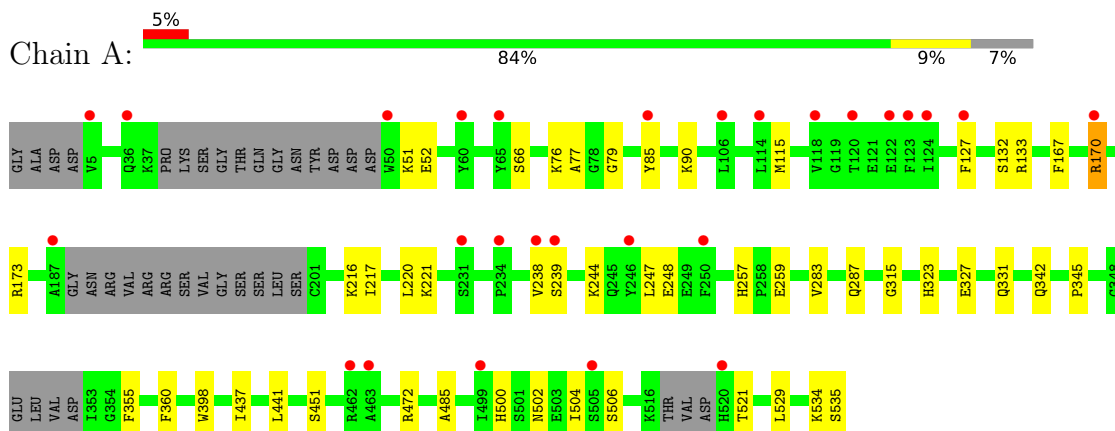 5%
Chain A:
84% 9% 7%
GLY ALA ASP ASP V5 Q36 K37 PRO LYS SER GLY THR GLN GLY ASN TYR ASP ASP ASP W50 K51 E52 Y60 Y65 S66 K76 A77 G78 G79 Y85 K90 L106 L114 M115 V118 G119 T120 E121 E122 F123 I124 F127 S132 R133 F167 R170
R173 A187 GLY ASN ARG VAL ARG ARG SER VAL GLY SER SER LEU SER C201 K216 I217 L220 K221 S231 P234 V238 S239 K244 Q245 Y246 L247 E248 E249 F250 H257 P258 E259 V283 Q287 G315 H323 E327 Q331 Q342 P345
GLU LEU VAL ASP I353 G354 F355 F360 W398 I437 L441 S451 R462 A463 R472 A485 I499 H500 S501 N502 E503 I504 S505 S506 K516 THR VAL ASP H520 T521 L529 K534 S535